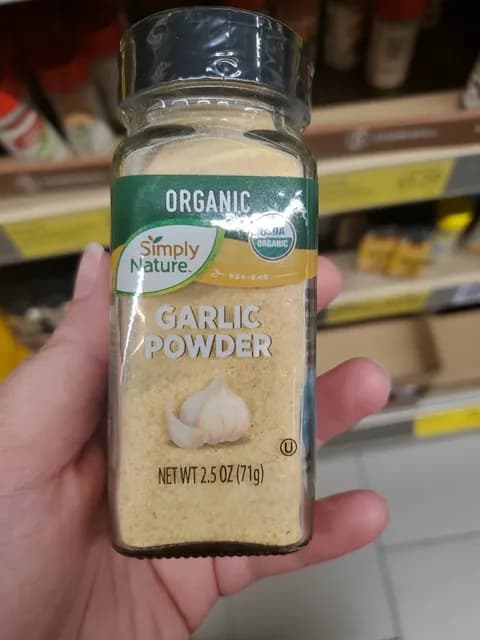 ORGANIC
Simply
Nature.
USDA
ORGANIC
NON-GMO
GARLIC
POWDER
U
NET WT 2.5 OZ (71g)